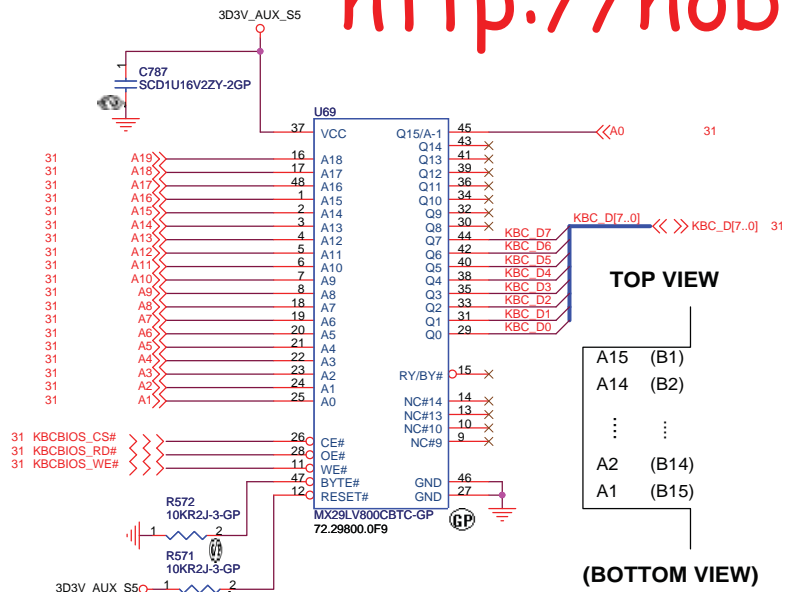 http://hob
3D3V_AUX_S5
1
C787
SCD1U16V2ZY-2GP
U69
37 VCC Q15/A-1 45 A0 31
Q14 43
31 A19 16 A18 Q13 41
31 A18 17 A17 Q12 39
31 A17 48 A16 Q11 36
31 A16 1 A15 Q10 34
31 A15 2 A14 Q9 32
31 A14 3 A13 Q8 30
31 A13 4 A12 Q7 44 KBC_D7
31 A12 5 A11 Q6 42 KBC_D6
31 A11 6 A10 Q5 40 KBC_D5
31 A10 7 A9 Q4 38 KBC_D4
31 A9 8 A8 Q3 35 KBC_D3
31 A8 18 A7 Q2 33 KBC_D2
31 A7 19 A6 Q1 31 KBC_D1
31 A6 20 A5 Q0 29 KBC_D0
31 A5 21 A4
31 A4 22 A3
31 A3 23 A2 RY/BY# 15
31 A2 24 A1
31 A1 25 A0
KBC_D[7..0] KBC_D[7..0] 31
NC#14 14
NC#13 13
NC#10 10
NC#9 9
31 KBCBIOS_CS# 26 CE#
31 KBCBIOS_RD# 28 OE#
31 KBCBIOS_WE# 11 WE#
47 BYTE# GND 46
12 RESET# GND 27
MX29LV800CBTC-GP
72.29800.0F9
GP
R572
10KR2J-3-GP
1 2
R571
10KR2J-3-GP
3D3V_AUX_S5 1 2
TOP VIEW
A15 (B1)
A14 (B2)
A2 (B14)
A1 (B15)
(BOTTOM VIEW)